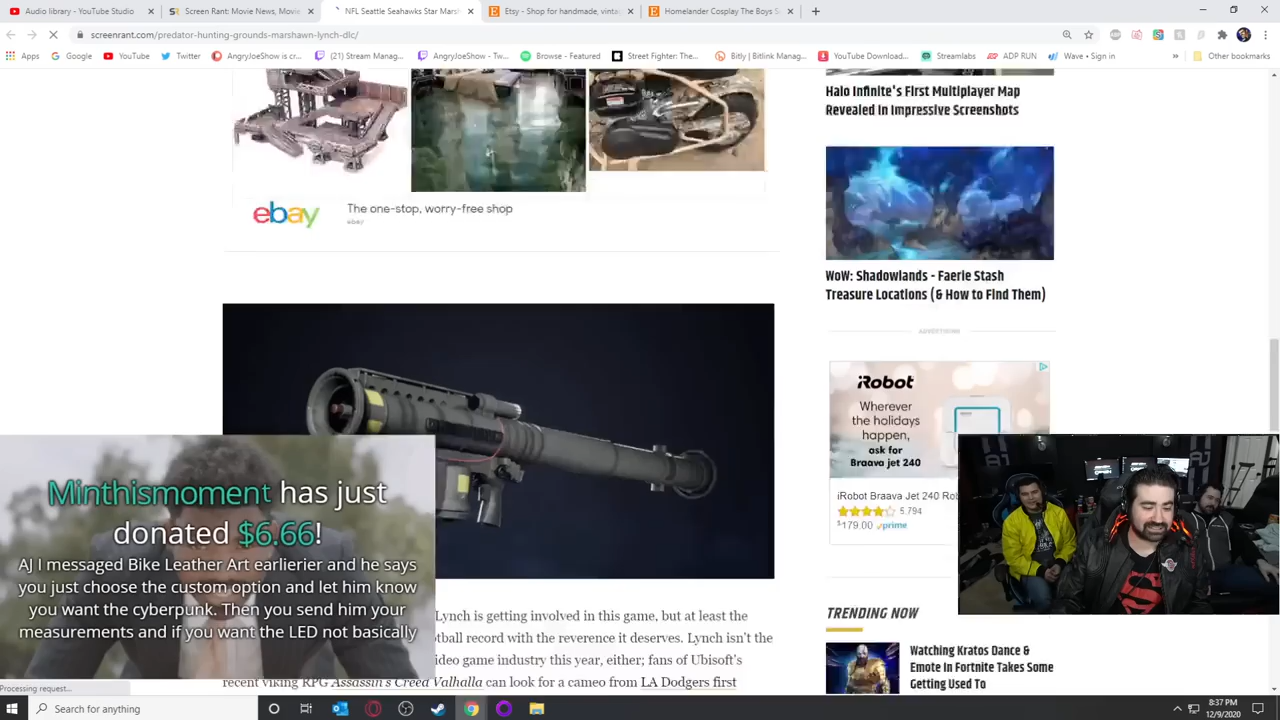 Audio library - YouTube Studio
Screen Rant: Movie News, Movie
NFL Seattle Seahawks Star Marsh
Etsy - Shop for handmade, vinta
Homelander Cosplay The Boys S
screenrant.com/predator-hunting-grounds-marshawn-lynch-dlc/
Apps
Google
YouTube
Twitter
AngryJoeShow is cr...
(21) Stream Manag...
AngryJoeShow - Tw...
Browse - Featured
Street Fighter: The...
Bitly | Bitlink Manag...
YouTube Download...
Streamlabs
ADP RUN
Wave • Sign in
»
Other bookmarks
ebay
The one-stop, worry-free shop
ebay
Halo Infinite's First Multiplayer Map
Revealed In Impressive Screenshots
WoW: Shadowlands - Faerie Stash
Treasure Locations (& How to Find Them)
ADVERTISING
iRobot
Wherever
the holidays
happen,
ask for
Braava jet 240
iRobot Braava Jet 240 Rob
5,794
$179.00 prime
TRENDING NOW
Watching Kratos Dance &
Emote In Fortnite Takes Some
Getting Used To
Minthismoment has just
donated $6.66!
AJ I messaged Bike Leather Art earlierier and he says
you just choose the custom option and let him know
you want the cyberpunk. Then you send him your
measurements and if you want the LED not basically
Lynch is getting involved in this game, but at least the
otball record with the reverence it deserves. Lynch isn't the
ideo game industry this year, either; fans of Ubisoft's
recent viking RPG Assassin's Creed Valhalla can look for a cameo from LA Dodgers first
Processing request...
Search for anything
8:37 PM
12/9/2020